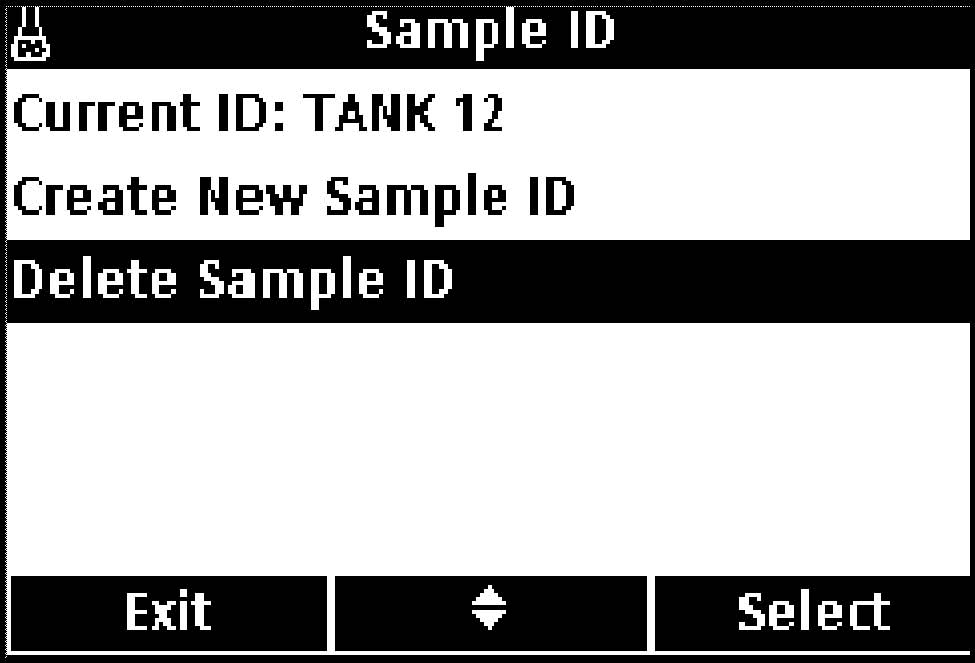 Sample ID
Current ID: TANK 12
Create New Sample ID
Delete Sample ID
Exit
Select